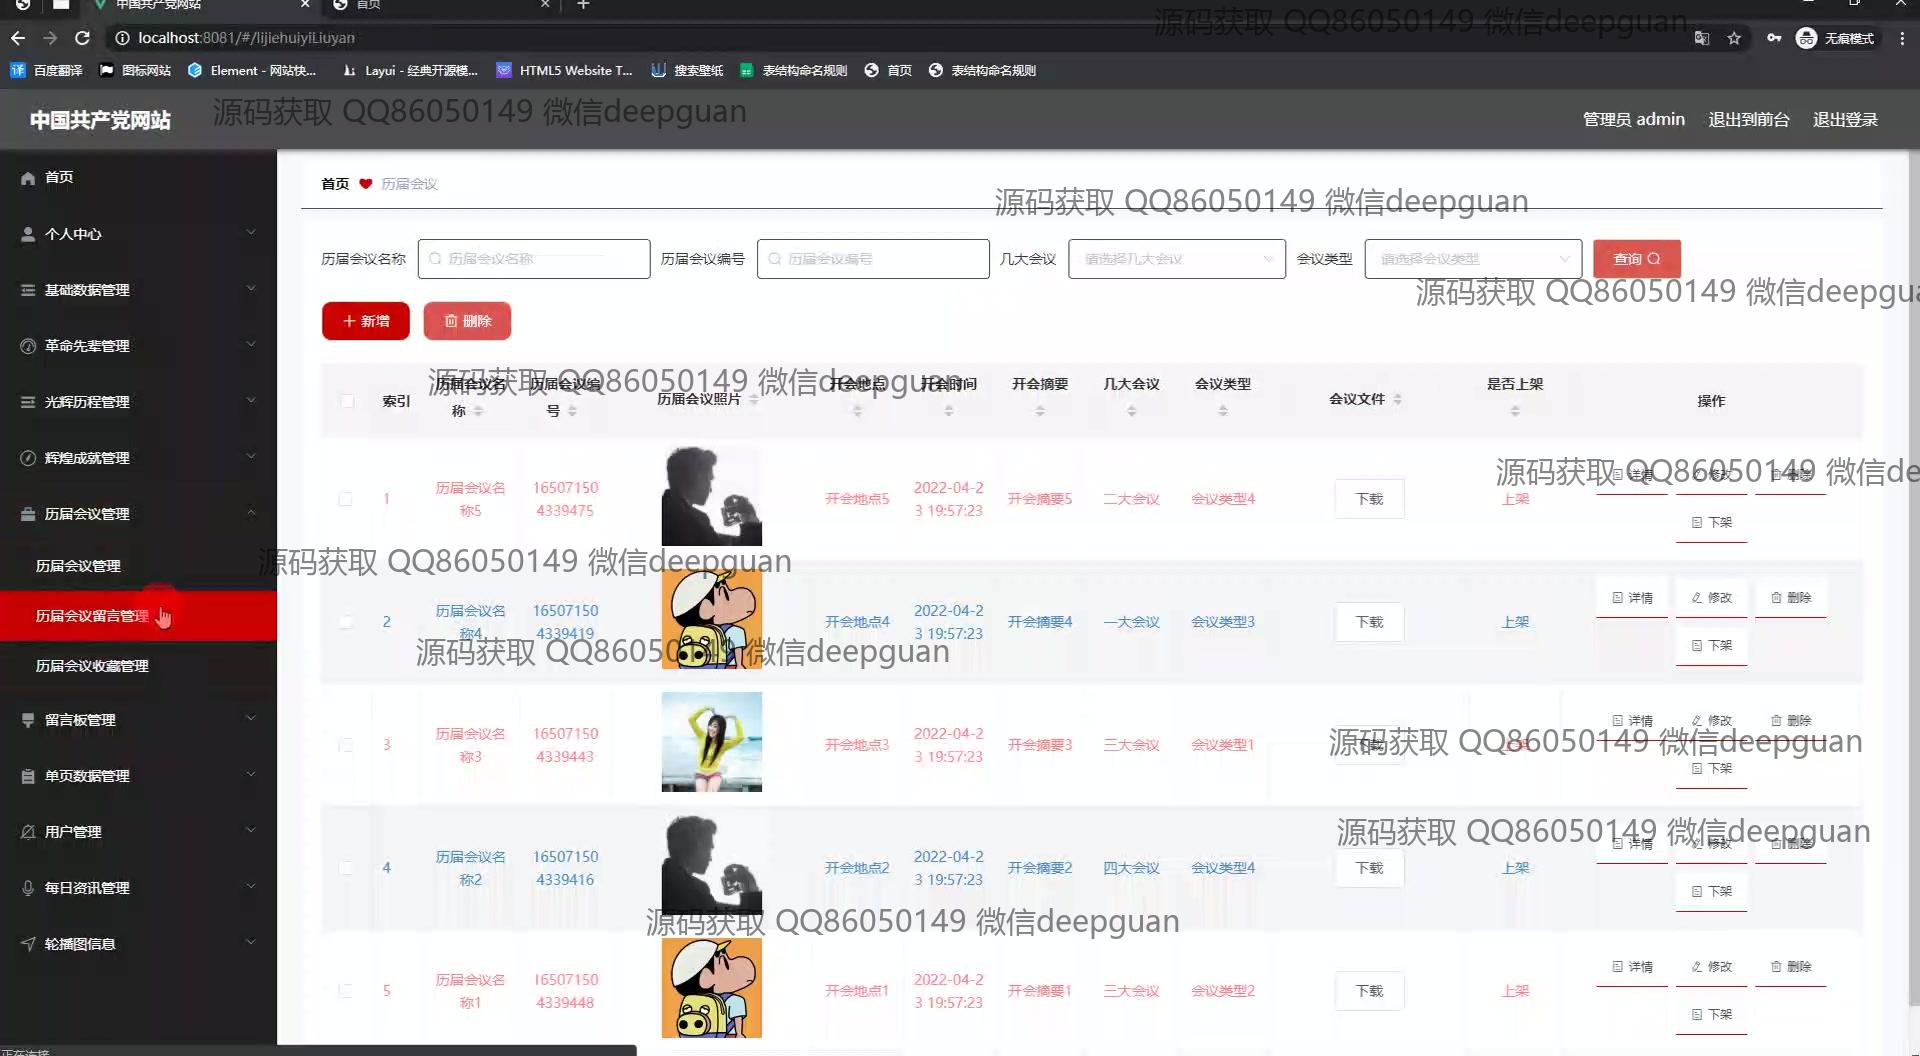 中国共产党网站
首页
localhost:8081/#/lijiehuiyiLiuyan
无痕模式
百度翻译
图标网站
Element - 网站快...
Layui - 经典开源模...
HTML5 Website T...
搜索壁纸
表结构命名规则
首页
表结构命名规则
源码获取 QQ86050149 微信deepguan
中国共产党网站
源码获取 QQ86050149 微信deepguan
管理员 admin
退出到前台
退出登录
首页
个人中心
基础数据管理
革命先辈管理
光辉历程管理
辉煌成就管理
历届会议管理
历届会议管理
历届会议留言管理
历届会议收藏管理
留言板管理
单页数据管理
用户管理
每日资讯管理
轮播图信息
首页 历届会议
源码获取 QQ86050149 微信deepguan
历届会议名称 历届会议名称
历届会议编号 历届会议编号
几大会议 请选择几大会议
会议类型 请选择会议类型
查询
源码获取 QQ86050149 微信deepgua
新增
删除
源码获取 QQ86050149 微信deepguan
索引
历届会议名
称
历届会议编
号
历届会议照片
开会地点
开会时间
开会摘要
几大会议
会议类型
会议文件
是否上架
操作
源码获取 QQ86050149 微信de
1
历届会议名
称5
16507150
4339475
开会地点5
2022-04-2
3 19:57:23
开会摘要5
二大会议
会议类型4
下载
上架
详情 修改 删除
下架
源码获取 QQ86050149 微信deepguan
2
历届会议名
称4
16507150
4339419
开会地点4
2022-04-2
3 19:57:23
开会摘要4
一大会议
会议类型3
下载
上架
详情 修改 删除
下架
源码获取 QQ86050149 微信deepguan
3
历届会议名
称3
16507150
4339443
开会地点3
2022-04-2
3 19:57:23
开会摘要3
三大会议
会议类型1
下载
上架
详情 修改 删除
下架
源码获取 QQ86050149 微信deepguan
4
历届会议名
称2
16507150
4339416
开会地点2
2022-04-2
3 19:57:23
开会摘要2
四大会议
会议类型4
下载
上架
详情 修改 删除
下架
源码获取 QQ86050149 微信deepguan
源码获取 QQ86050149 微信deepguan
5
历届会议名
称1
16507150
4339448
开会地点1
2022-04-2
3 19:57:23
开会摘要1
三大会议
会议类型2
下载
上架
详情 修改 删除
下架